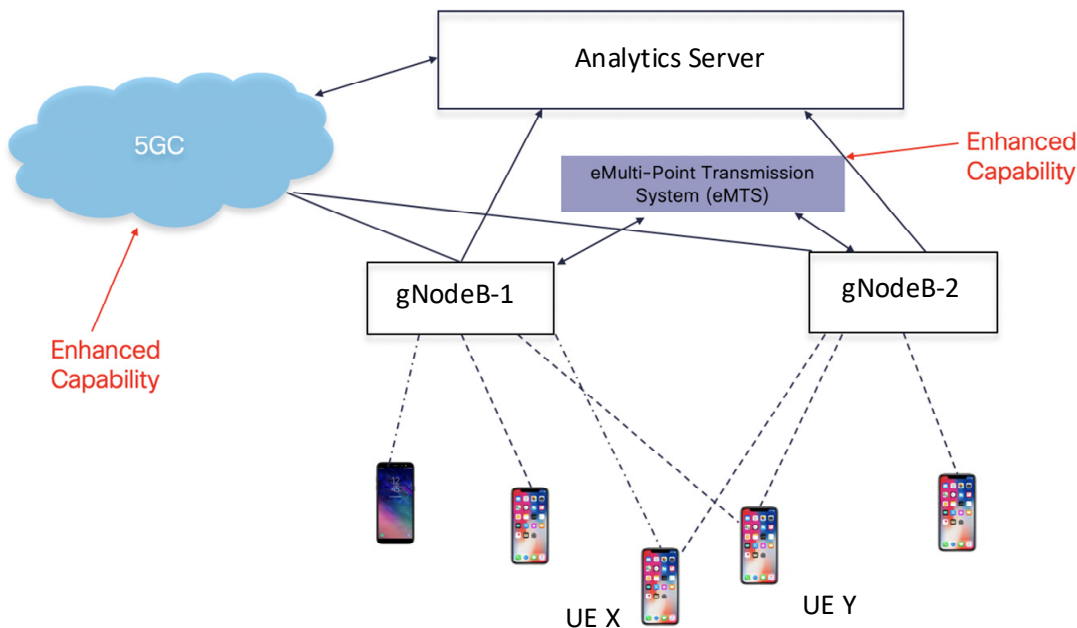 Analytics Server
5GC
Enhanced
Capability
eMulti-Point Transmission
System (eMTS)
gNodeB-1
gNodeB-2
Enhanced
Capability
UE X
UE Y